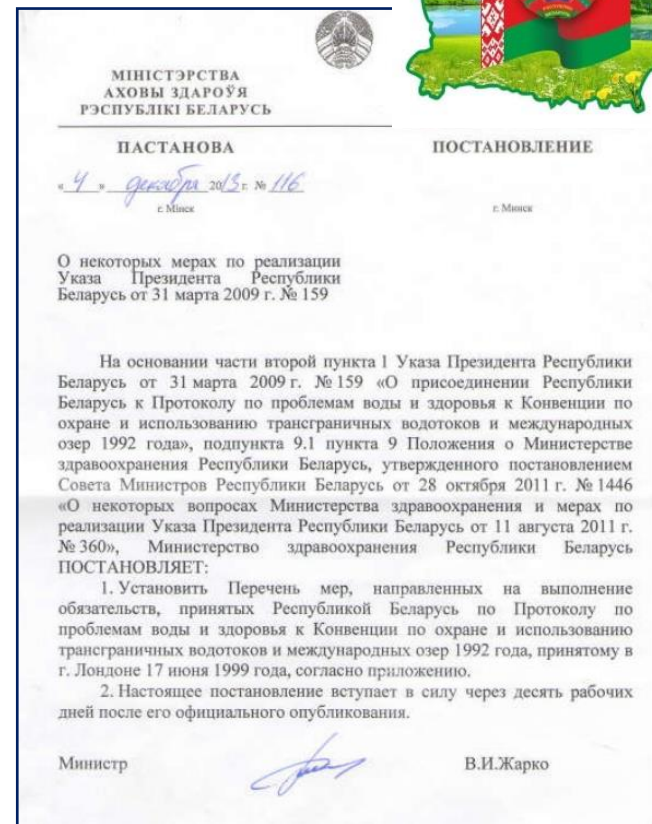 МІНІСТЭРСТВА
АХОВЫ ЗДАРОЎЯ
РЭСПУБЛІКІ БЕЛАРУСЬ
ПАСТАНОВА
ПОСТАНОВЛЕНИЕ
« 4 » декабря 2013 г. № 116
г. Мінск
г. Минск
О некоторых мерах по реализации
Указа Президента Республики
Беларусь от 31 марта 2009 г. № 159
На основании части второй пункта 1 Указа Президента Республики
Беларусь от 31 марта 2009 г. № 159 «О присоединении Республики
Беларусь к Протоколу по проблемам воды и здоровья к Конвенции по
охране и использованию трансграничных водотоков и международных
озер 1992 года», подпункта 9.1 пункта 9 Положения о Министерстве
здравоохранения Республики Беларусь, утвержденного постановлением
Совета Министров Республики Беларусь от 28 октября 2011 г. № 1446
«О некоторых вопросах Министерства здравоохранения и мерах по
реализации Указа Президента Республики Беларусь от 11 августа 2011 г.
№ 360», Министерство здравоохранения Республики Беларусь
ПОСТАНОВЛЯЕТ:
1. Установить Перечень мер, направленных на выполнение
обязательств, принятых Республикой Беларусь по Протоколу по
проблемам воды и здоровья к Конвенции по охране и использованию
трансграничных водотоков и международных озер 1992 года, принятому в
г. Лондоне 17 июня 1999 года, согласно приложению.
2. Настоящее постановление вступает в силу через десять рабочих
дней после его официального опубликования.
Министр
В.И.Жарко